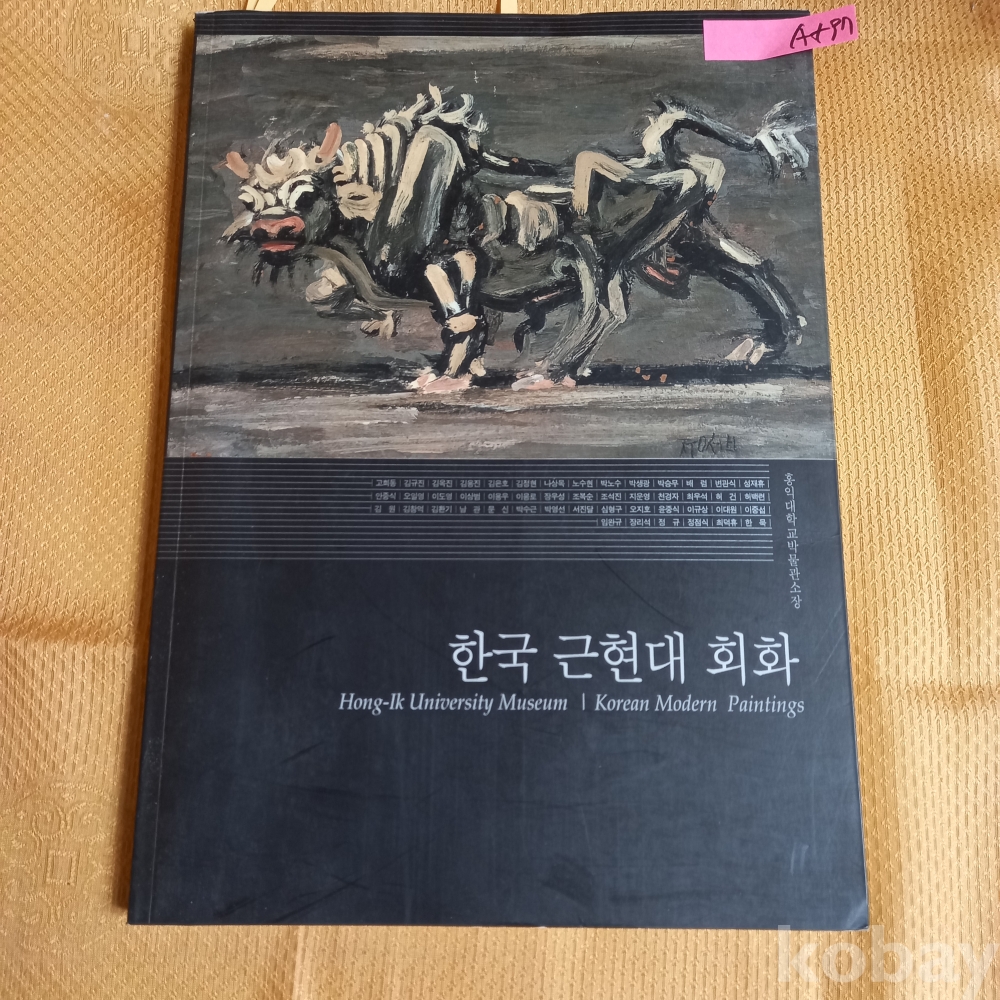 고희동 | 김규진 | 김옥진 | 김용진 | 김은호 | 김정현 | 나상목 | 노수현 | 박노수 | 박생광 | 박승무 | 배 렴 | 변관식 | 성재휴
안중식 | 오일영 | 이도영 | 이상범 | 이용우 | 이응로 | 장우성 | 조복순 | 조석진 | 지운영 | 천경자 | 최우석 | 허 건 | 허백련
김 원 | 김창억 | 김환기 | 남 관 | 문 신 | 박수근 | 박영선 | 서진달 | 심형구 | 오지호 | 윤중식 | 이규상 | 이대원 | 이중섭
임완규 | 장리석 | 정 규 | 정점식 | 최덕휴 | 한 묵
홍익대학교박물관소장
한국 근현대 회화
Hong-Ik University Museum | Korean Modern Paintings
kobay